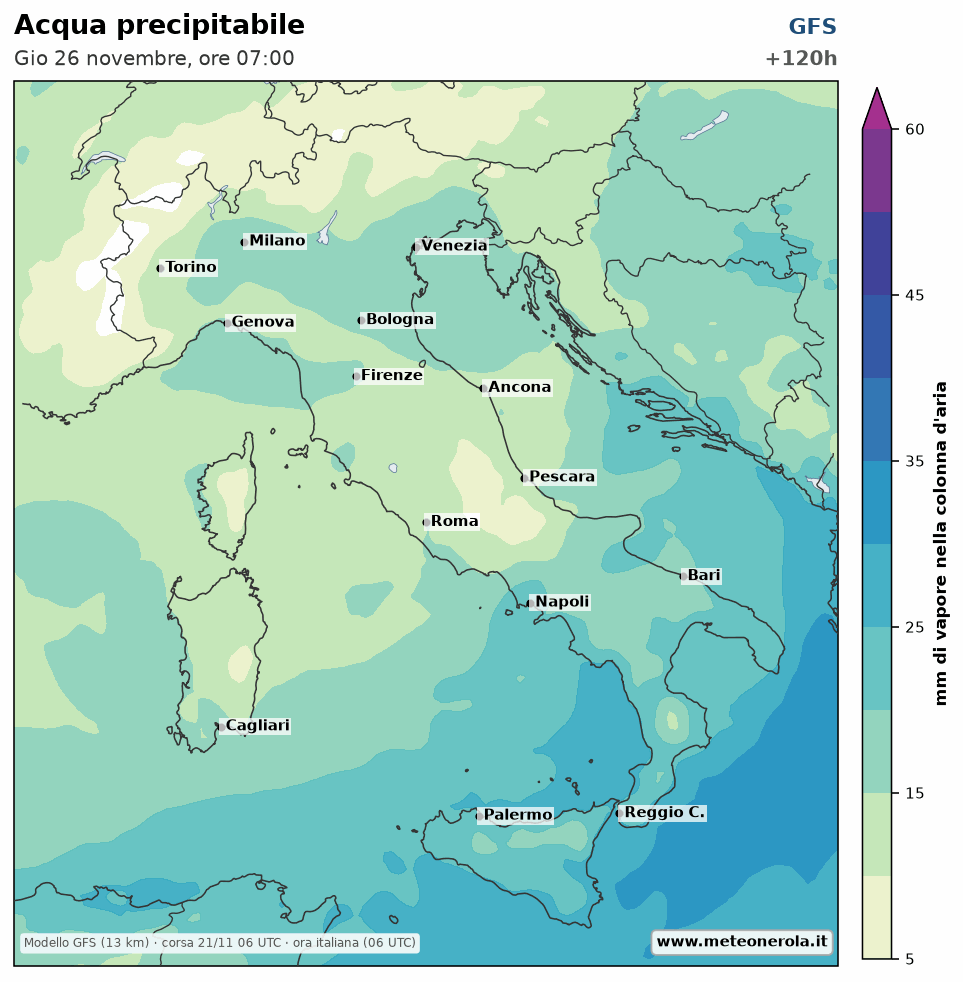 Acqua precipitabile
GFS
Gio 26 novembre, ore 07:00
+120h
60
Milano
Venezia
Torino
45
Genova
Bologna
Firenze
Ancona
35
Pescara
Roma
Bari
Napoli
25
Cagliari
15
Palermo
Reggio C.
mm di vapore nella colonna d'aria
Modello GFS (13 km) · corsa 21/11 06 UTC · ora italiana (06 UTC)
www.meteonerola.it
5